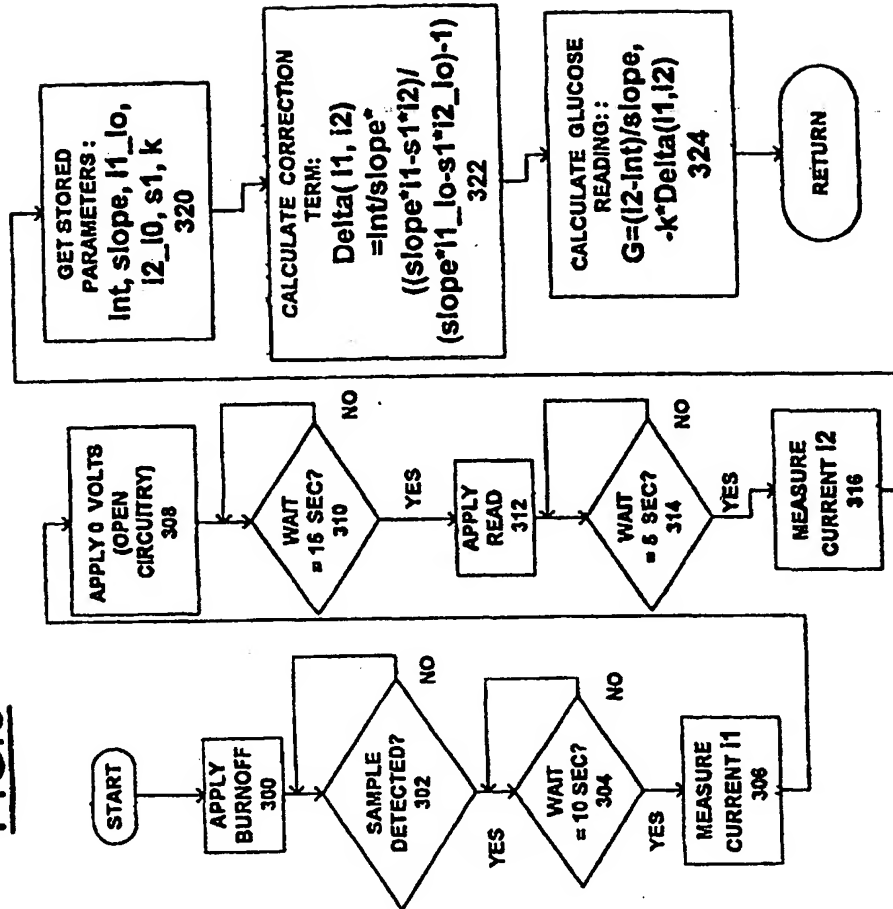 START
APPLY
BURNOFF
300
SAMPLE
DETECTED?
302
NO
YES
WAIT
= 10 SEC?
304
NO
YES
MEASURE
CURRENT I1
306
APPLY 0 VOLTS
(OPEN
CIRCUITRY)
308
WAIT
= 15 SEC?
310
NO
YES
APPLY
READ
312
WAIT
= 5 SEC?
314
NO
YES
MEASURE
CURRENT I2
316
GET STORED
PARAMETERS:
Int, slope, I1_lo,
i2_l0, s1, k
320
CALCULATE CORRECTION
TERM:
Delta( I1, I2)
=Int/slope*
((slope*I1-s1*i2)/
(slope*I1_lo-s1*i2_lo)-1)
322
CALCULATE GLUCOSE
READING: :
G=(I2-Int)/slope,
-k*Delta(I1,I2)
324
RETURN